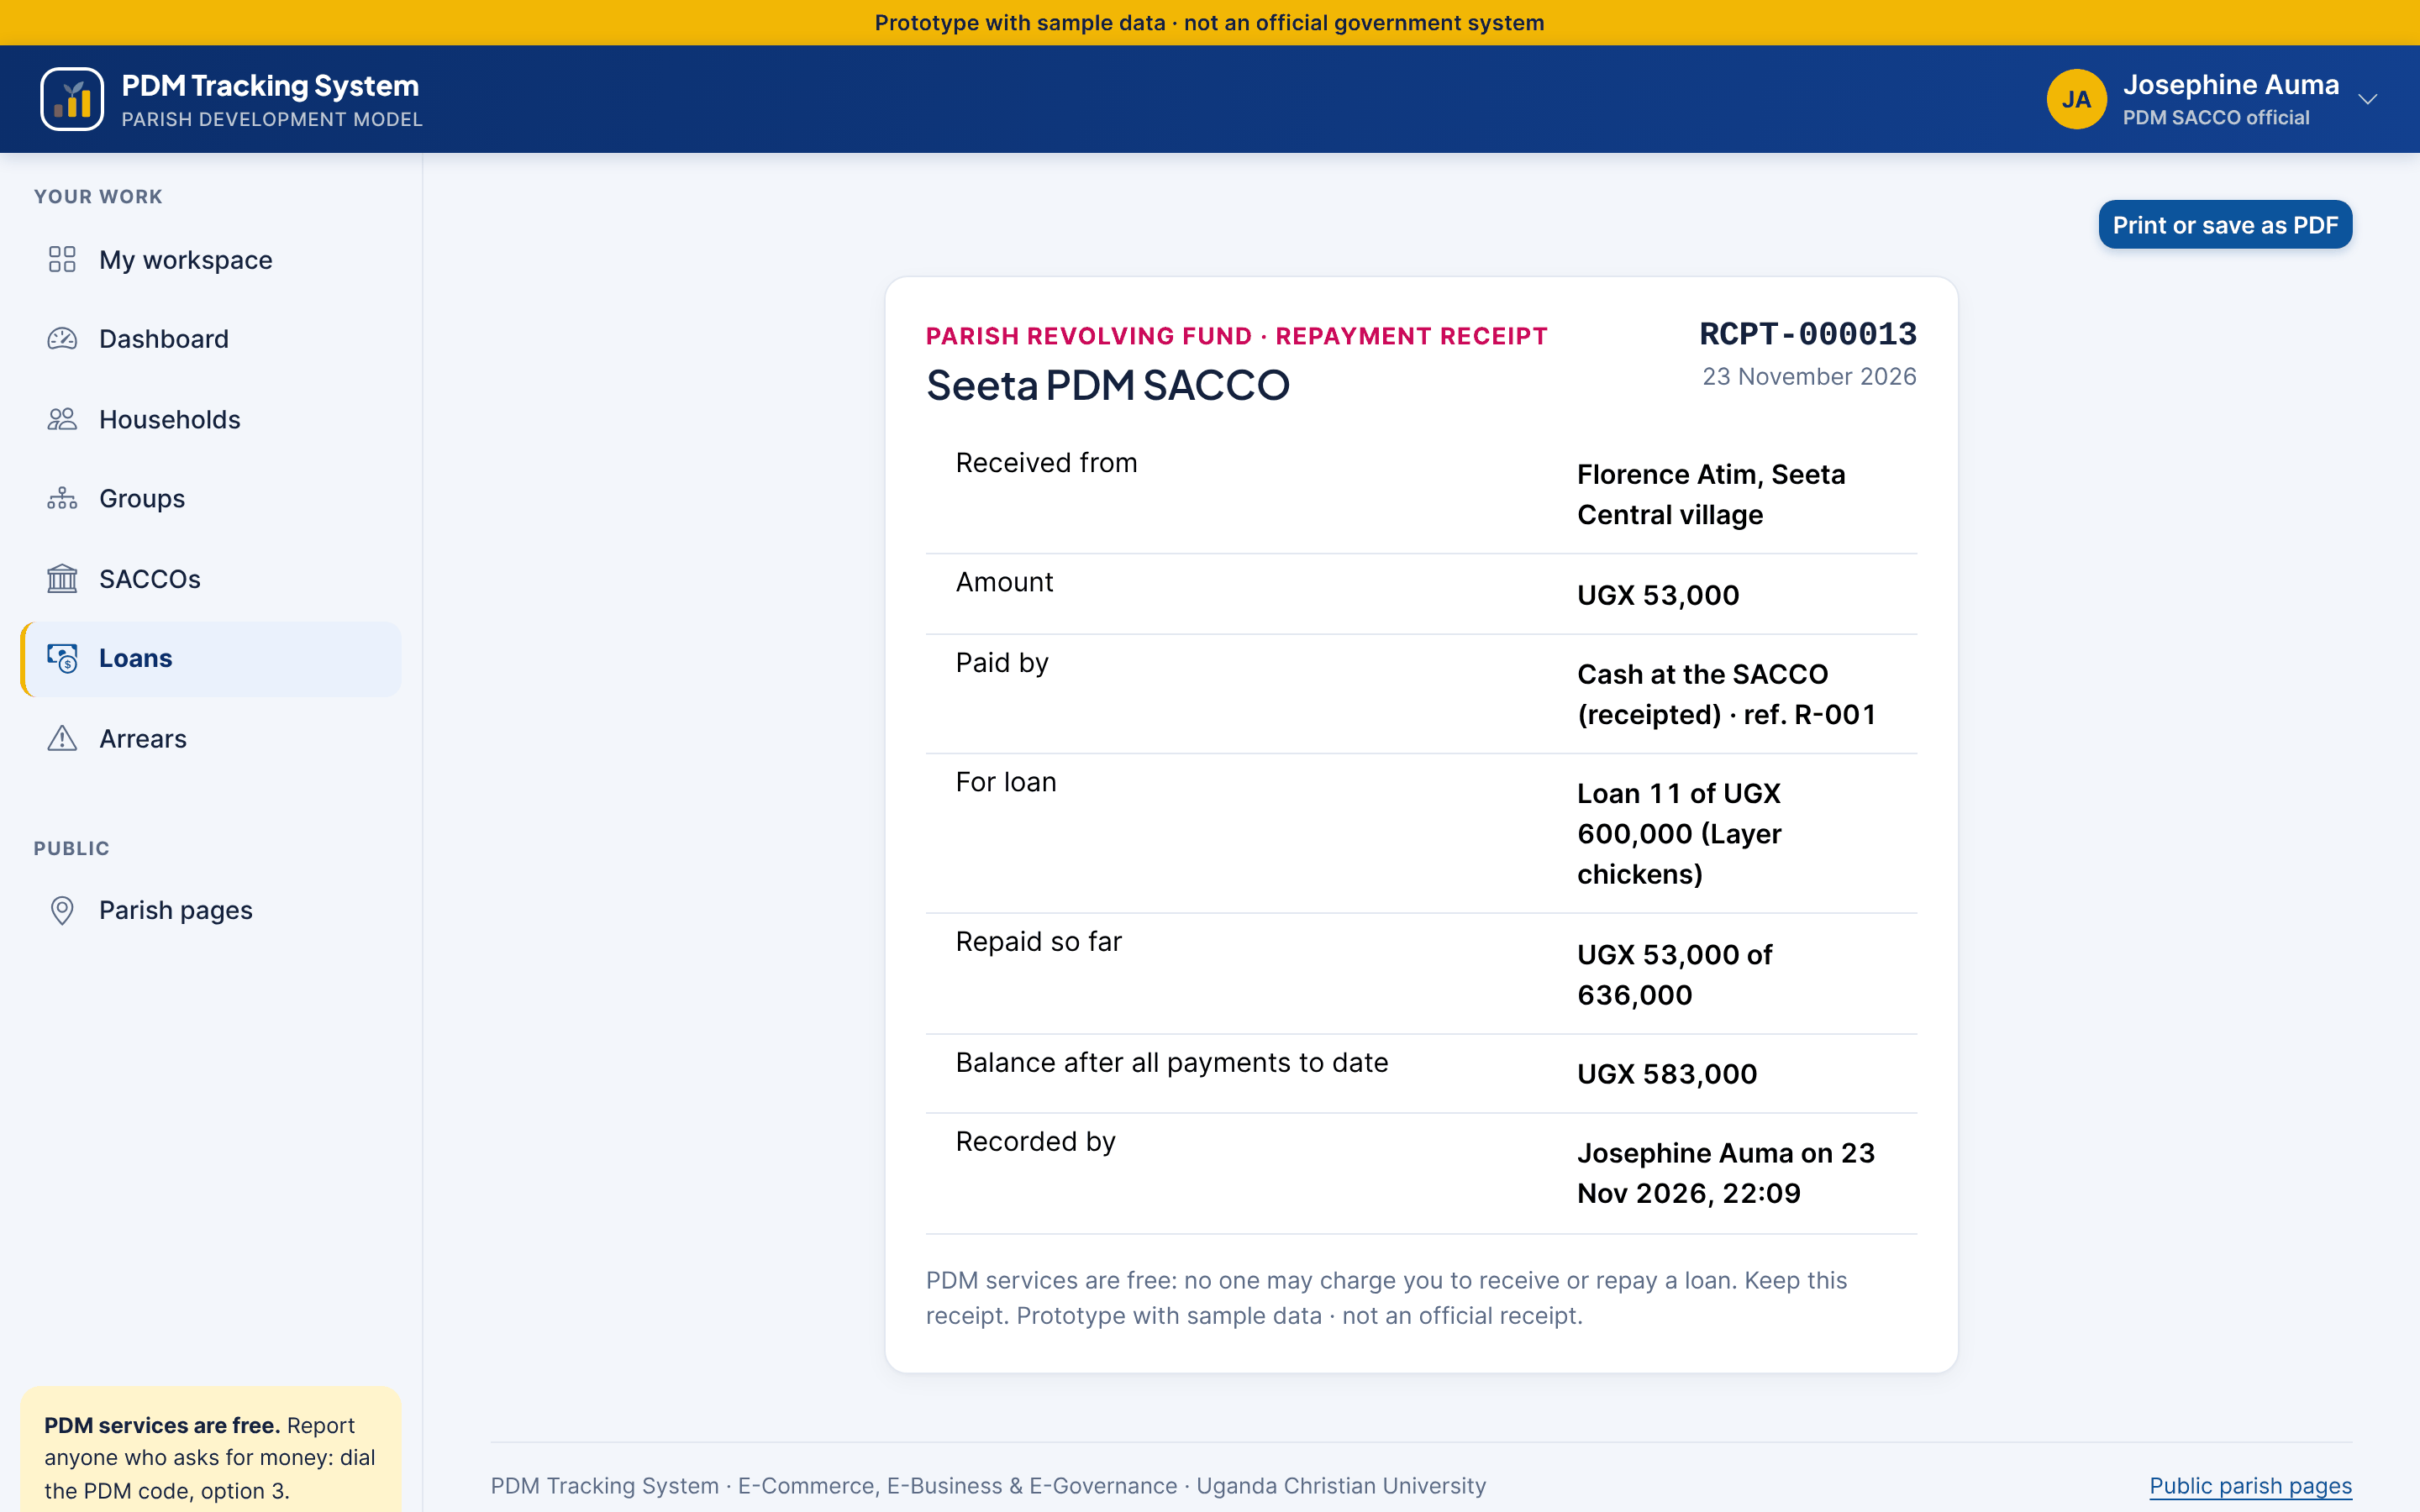 Prototype with sample data · not an official government system
PDM Tracking System
PARISH DEVELOPMENT MODEL
JA
Josephine Auma
PDM SACCO official
YOUR WORK
My workspace
Dashboard
Households
Groups
SACCOs
Loans
Arrears
PUBLIC
Parish pages
PDM services are free. Report
anyone who asks for money: dial
the PDM code, option 3.
Print or save as PDF
PARISH REVOLVING FUND · REPAYMENT RECEIPT
Seeta PDM SACCO
RCPT-000013
23 November 2026
Received from
Florence Atim, Seeta
Central village
Amount
UGX 53,000
Paid by
Cash at the SACCO
(receipted) · ref. R-001
For loan
Loan 11 of UGX
600,000 (Layer
chickens)
Repaid so far
UGX 53,000 of
636,000
Balance after all payments to date
UGX 583,000
Recorded by
Josephine Auma on 23
Nov 2026, 22:09
PDM services are free: no one may charge you to receive or repay a loan. Keep this
receipt. Prototype with sample data · not an official receipt.
PDM Tracking System · E-Commerce, E-Business & E-Governance · Uganda Christian University
Public parish pages